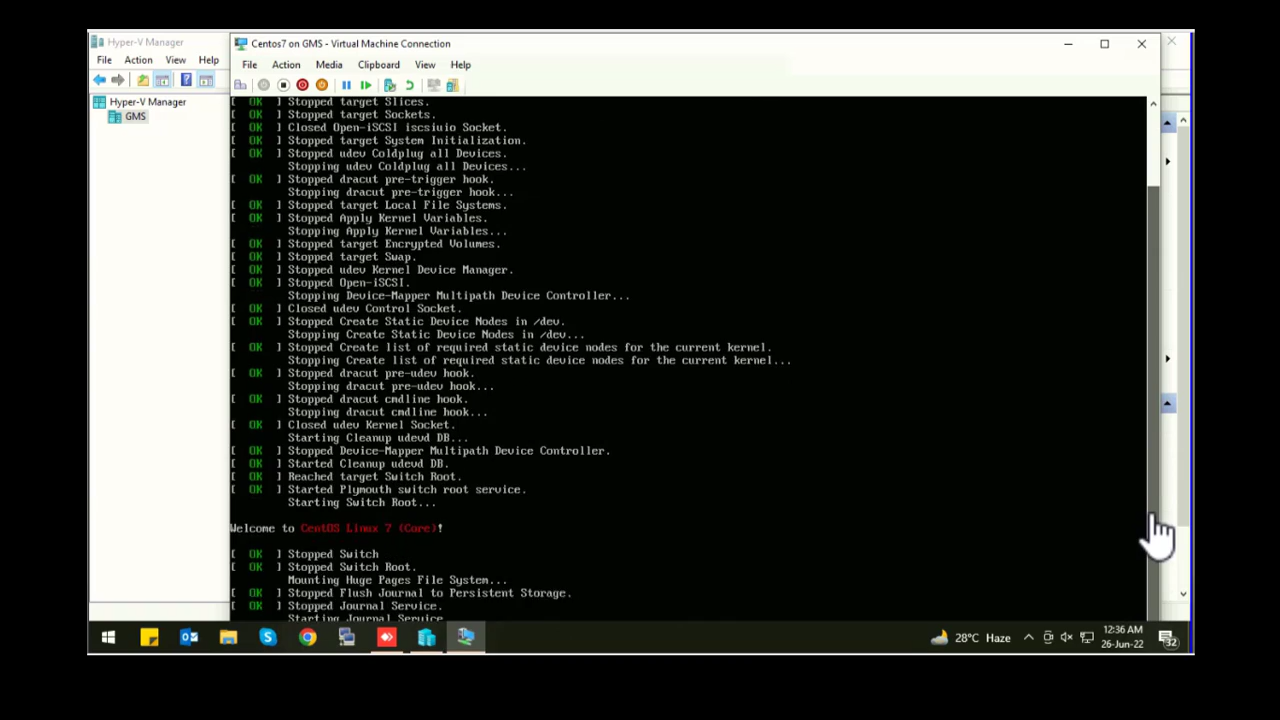 Hyper-V Manager
Centos7 on GMS - Virtual Machine Connection
File Action View Help
File Action Media Clipboard View Help
Hyper-V Manager
GMS
[ OK ] Stopped target Slices.
[ OK ] Stopped target Sockets.
[ OK ] Closed Open-iSCSI iscsiuio Socket.
[ OK ] Stopped target System Initialization.
[ OK ] Stopped udev Coldplug all Devices.
Stopping udev Coldplug all Devices...
[ OK ] Stopped dracut pre-trigger hook.
Stopping dracut pre-trigger hook...
[ OK ] Stopped target Local File Systems.
[ OK ] Stopped Apply Kernel Variables.
Stopping Apply Kernel Variables...
[ OK ] Stopped target Encrypted Volumes.
[ OK ] Stopped target Swap.
[ OK ] Stopped udev Kernel Device Manager.
[ OK ] Stopped Open-iSCSI.
Stopping Device-Mapper Multipath Device Controller...
[ OK ] Closed udev Control Socket.
[ OK ] Stopped Create Static Device Nodes in /dev.
Stopping Create Static Device Nodes in /dev...
[ OK ] Stopped Create list of required static device nodes for the current kernel.
Stopping Create list of required static device nodes for the current kernel...
[ OK ] Stopped dracut pre-udev hook.
Stopping dracut pre-udev hook...
[ OK ] Stopped dracut cmdline hook.
Stopping dracut cmdline hook...
[ OK ] Closed udev Kernel Socket.
Starting Cleanup udevd DB...
[ OK ] Stopped Device-Mapper Multipath Device Controller.
[ OK ] Started Cleanup udevd DB.
[ OK ] Reached target Switch Root.
[ OK ] Started Plymouth switch root service.
Starting Switch Root...
Welcome to CentOS Linux 7 (Core)!
[ OK ] Stopped Switch
[ OK ] Stopped Switch Root.
Mounting Huge Pages File System...
[ OK ] Stopped Flush Journal to Persistent Storage.
[ OK ] Stopped Journal Service.
Starting Journal Service
28°C Haze
12:36 AM
26-Jun-22
32